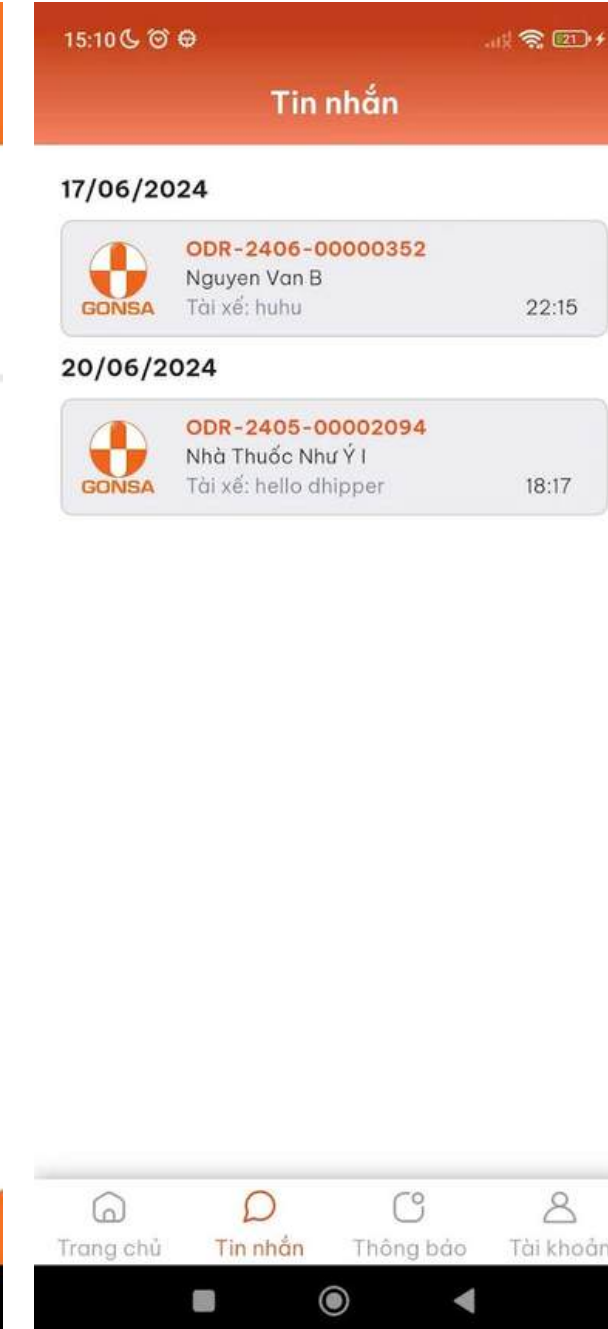 15:10
21
Tin nhắn
17/06/2024
ODR-2406-00000352
Nguyen Van B
GONSA
Tài xế: huhu
22:15
20/06/2024
ODR-2405-00002094
Nhà Thuốc Như Ý I
GONSA
Tài xế: hello dhipper
18:17
Trang chủ
Tin nhắn
Thông báo
Tài khoản